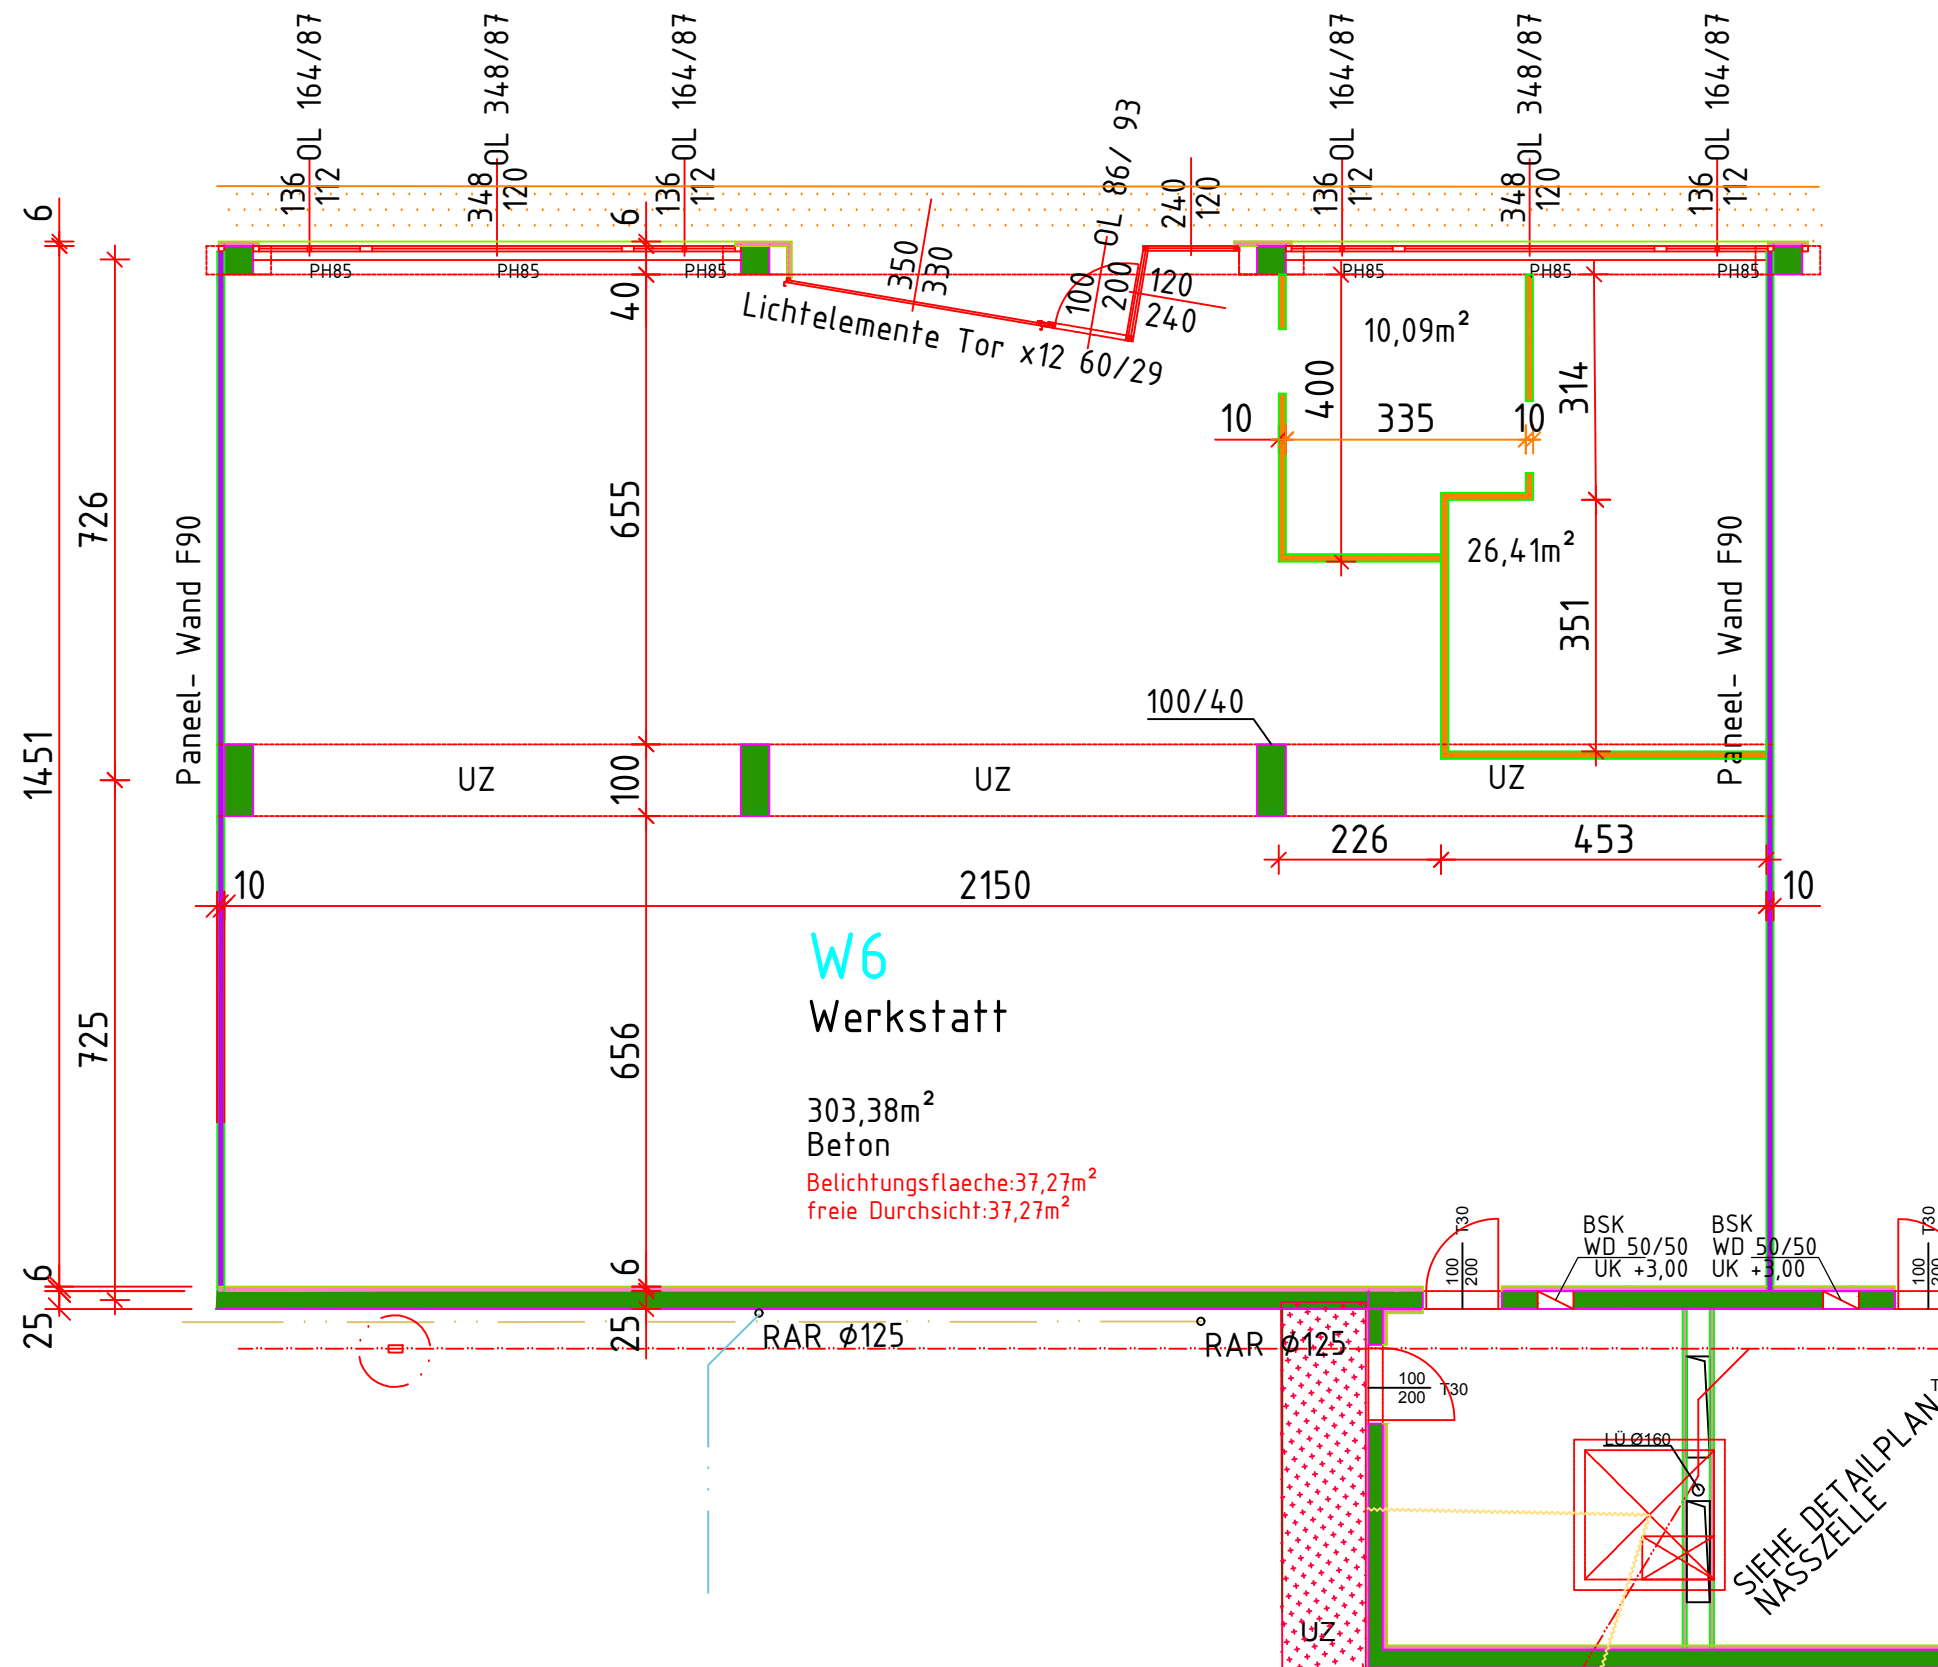 OL 164/87
OL 348/87
OL 164/87
OL 86/ 93
OL 164/87
OL 348/87
OL 164/87
136
112
348
120
136
112
240
120
136
112
348
120
136
112
6
6
PH85
PH85
PH85
PH85
PH85
PH85
350
330
100
200
120
240
Lichtelemente Tor x12 60/29
40
10,09m²
400
314
10
335
10
726
655
Paneel- Wand F90
26,41m²
Paneel- Wand F90
351
1451
100/40
UZ
100
UZ
UZ
226
453
10
2150
10
W6
Werkstatt
725
656
303,38m²
Beton
Belichtungsflaeche:37,27m²
freie Durchsicht:37,27m²
T30
100
200
BSK
WD 50/50
UK +3,00
BSK
WD 50/50
UK +3,00
T30
100
200
6
6
25
25
RAR Ø125
RAR Ø125
100
200
T30
LÜ Ø160
SIEHE DETAILPLAN
NASSZELLE
UZ